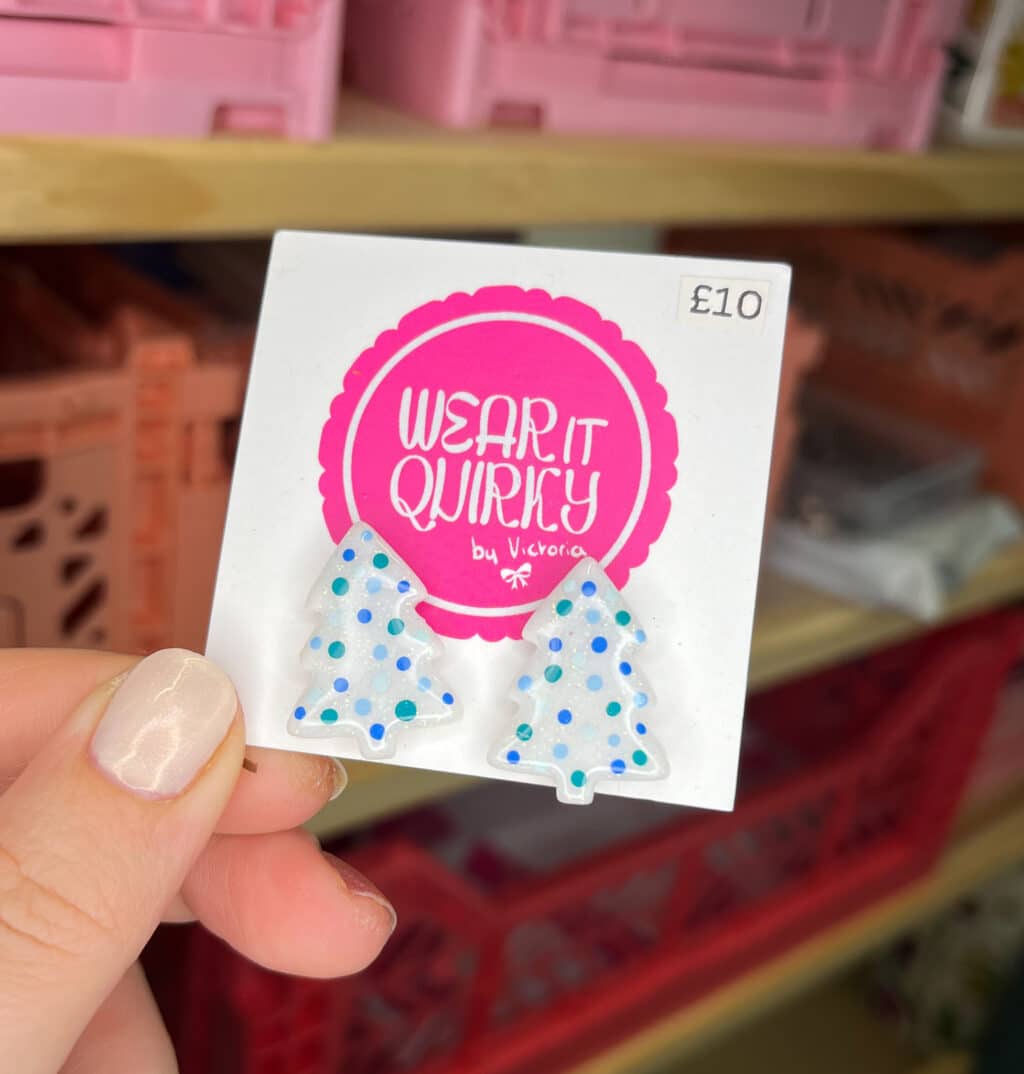 £10
WEAR IT
QUIRKY
by Victoria